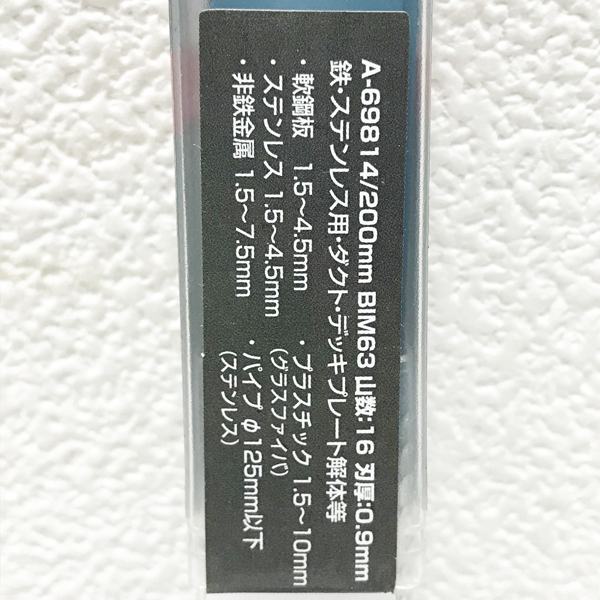 A-69814/200mm BIM63 山数:16 刃厚:0.9mm
鉄・ステンレス用・ダクト・デッキプレート解体等
・軟鋼板 1.5～4.5mm
・ステンレス 1.5～4.5mm
・非鉄金属 1.5～7.5mm
・プラスチック 1.5～10mm
(グラスファイバ)
・パイプ φ125mm以下
(ステンレス)